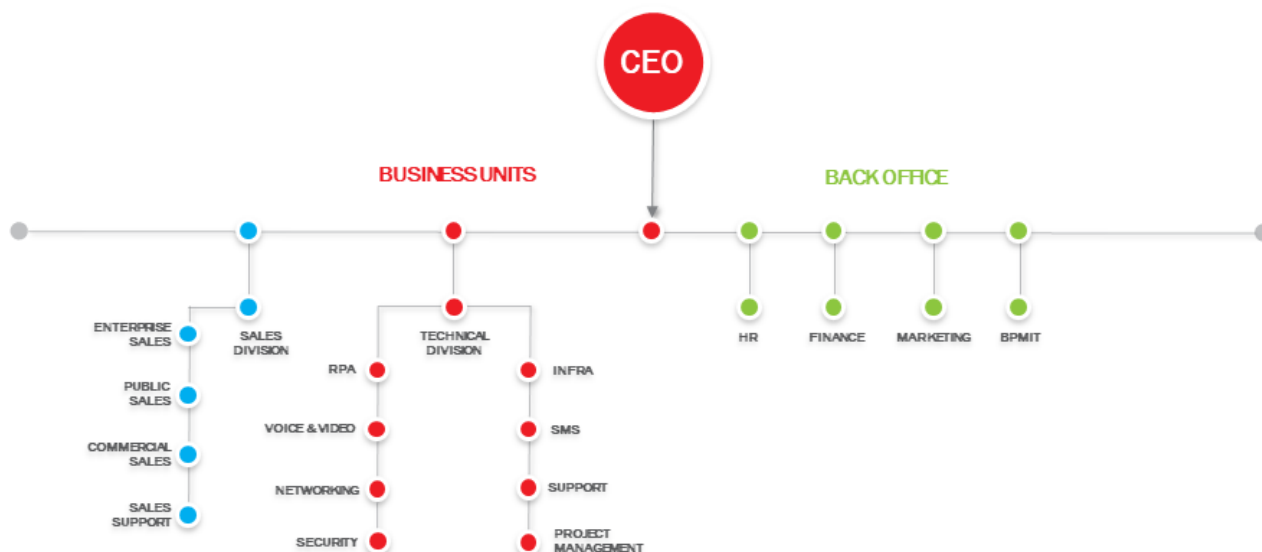 CEO
BUSINESS UNITS
BACK OFFICE
ENTERPRISE
SALES
PUBLIC
SALES
COMMERCIAL
SALES
SALES
SUPPORT
SALES
DIVISION
TECHNICAL
DIVISION
RPA
VOICE & VIDEO
NETWORKING
SECURITY
INFRA
SMS
SUPPORT
PROJECT
MANAGEMENT
HR
FINANCE
MARKETING
BPMIT